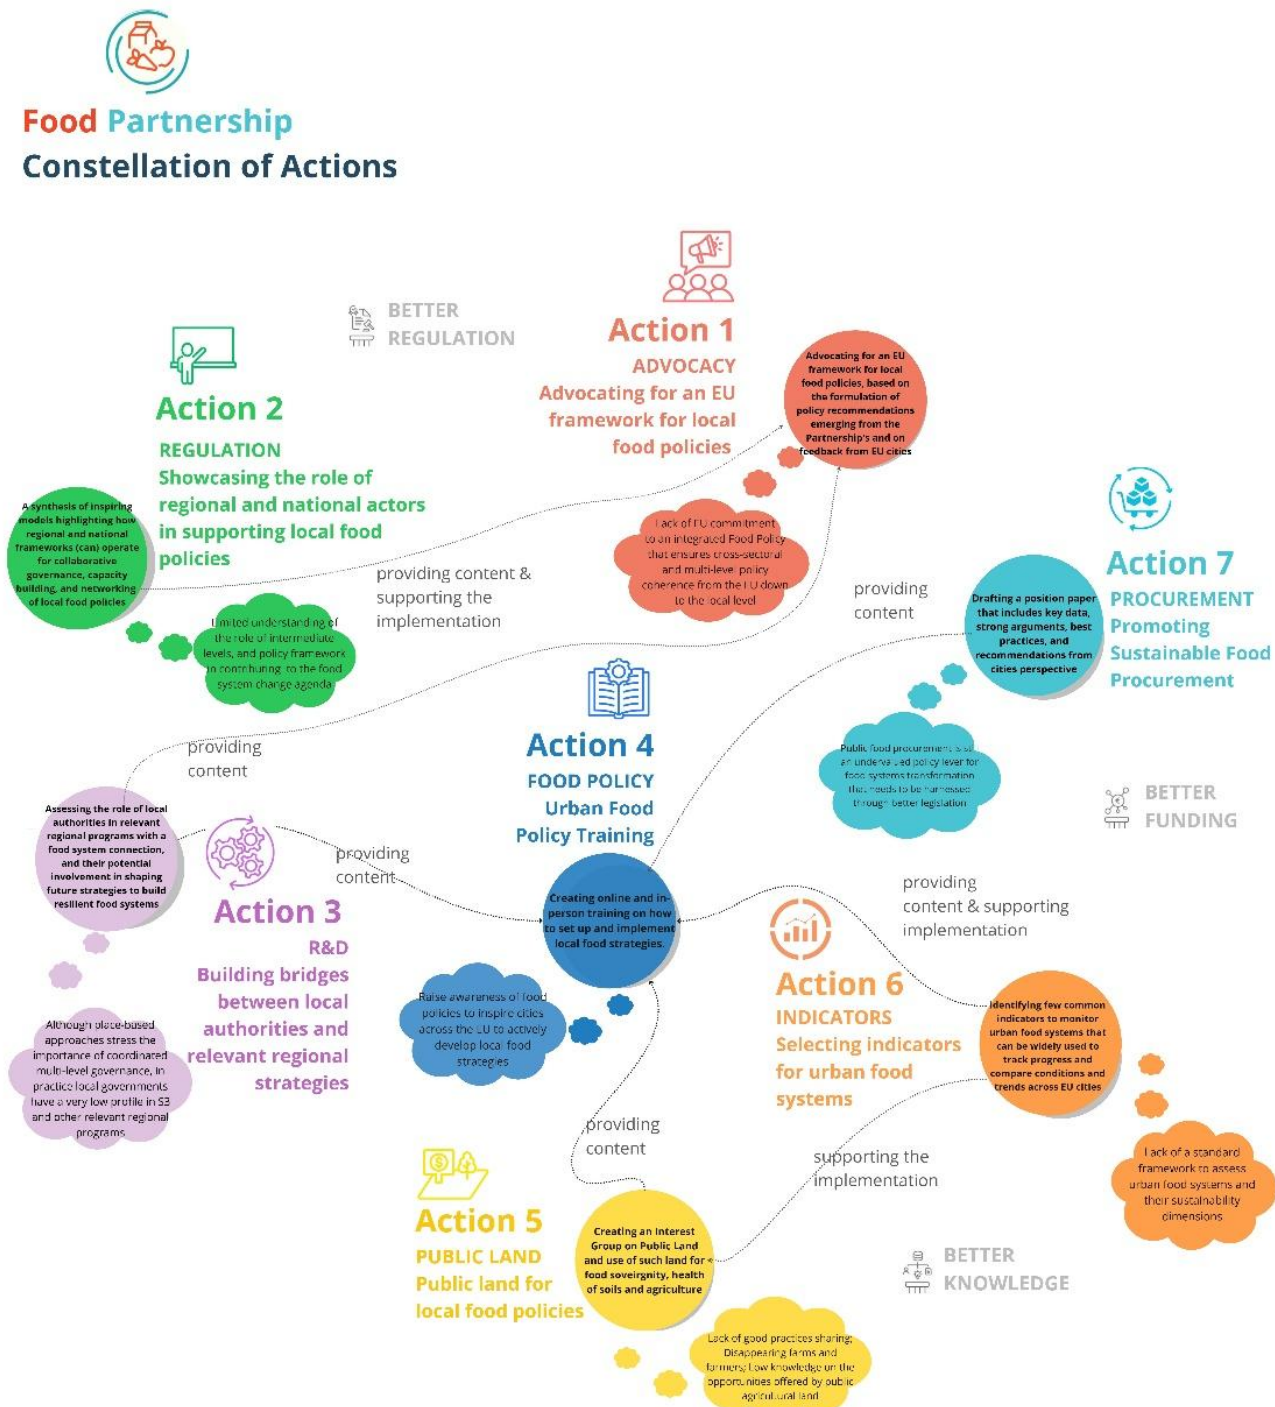 Food Partnership
Constellation of Actions
BETTER
REGULATION
Action 1
ADVOCACY
Advocating for an EU
framework for local
food policies
Advocating for an EU
framework for local
food policies, based on
the formulation of
policy recommendations
emerging from the
Partnership's and on
feedback from EU cities
Lack of EU commitment
to an integrated Food Policy
that ensures cross-sectoral
and multi-level policy
coherence from the EU down
to the local level
Action 2
REGULATION
Showcasing the role of
regional and national actors
in supporting local food
policies
A synthesis of inspiring
models highlighting how
regional and national
frameworks (can) operate
for collaborative
governance, capacity
building, and networking
of local food policies
Limited understanding of
the role of intermediate
levels, and policy framework
in contributing to the food
system change agenda
providing content &
supporting the
implementation
providing
content
Action 7
PROCUREMENT
Promoting
Sustainable Food
Procurement
Drafting a position paper
that includes key data,
strong arguments, best
practices, and
recommendations from
cities perspective
Public food procurement is
an undervalued policy lever for
food systems transformation
that needs to be harnessed
through better legislation
BETTER
FUNDING
providing
content
Action 4
FOOD POLICY
Urban Food
Policy Training
Creating online and in-
person training on how
to set up and implement
local food strategies.
Raise awareness of food
policies to inspire cities
across the EU to actively
develop local food
strategies
Assessing the role of local
authorities in relevant
regional programs with a
food system connection,
and their potential
involvement in shaping
future strategies to build
resilient food systems
providing
content
Action 3
R&D
Building bridges
between local
authorities and
relevant regional
strategies
Although place-based
approaches stress the
importance of coordinated
multi-level governance, in
practice local governments
have a very low profile in S3
and other relevant regional
programs
providing
content & supporting
implementation
Action 6
INDICATORS
Selecting indicators
for urban food
systems
Identifying few common
indicators to monitor
urban food systems that
can be widely used to
track progress and
compare conditions and
trends across EU cities
Lack of a standard
framework to assess
urban food systems and
their sustainability
dimensions
providing
content
supporting the
implementation
Action 5
PUBLIC LAND
Public land for
local food policies
Creating an Interest
Group on Public Land
and use of such land for
food soveirgnity, health
of soils and agriculture
Lack of good practices sharing;
Disappearing farms and
farmers; Low knowledge on the
opportunities offered by public
agricultural land
BETTER
KNOWLEDGE